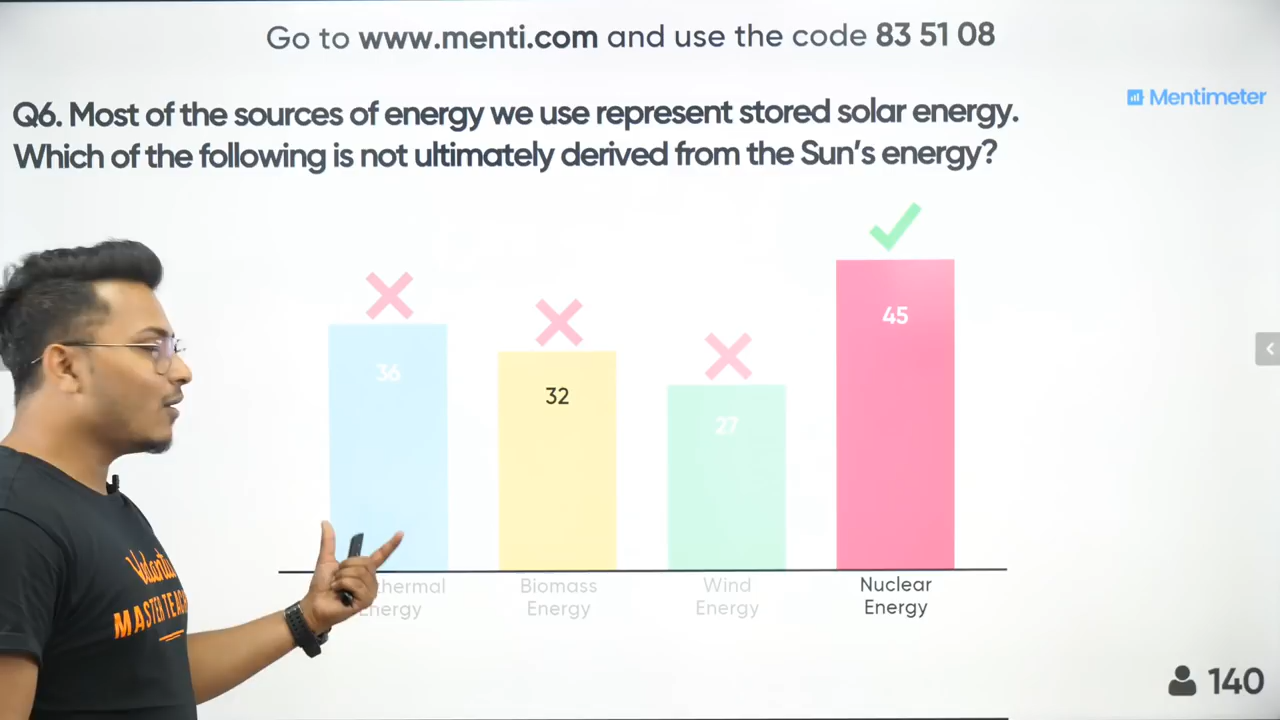 Go to www.menti.com and use the code 83 51 08
Mentimeter
Q6. Most of the sources of energy we use represent stored solar energy.
Which of the following is not ultimately derived from the Sun's energy?
36
32
27
45
Biomass
Energy
Wind
Energy
Nuclear
Energy
MASTER
140